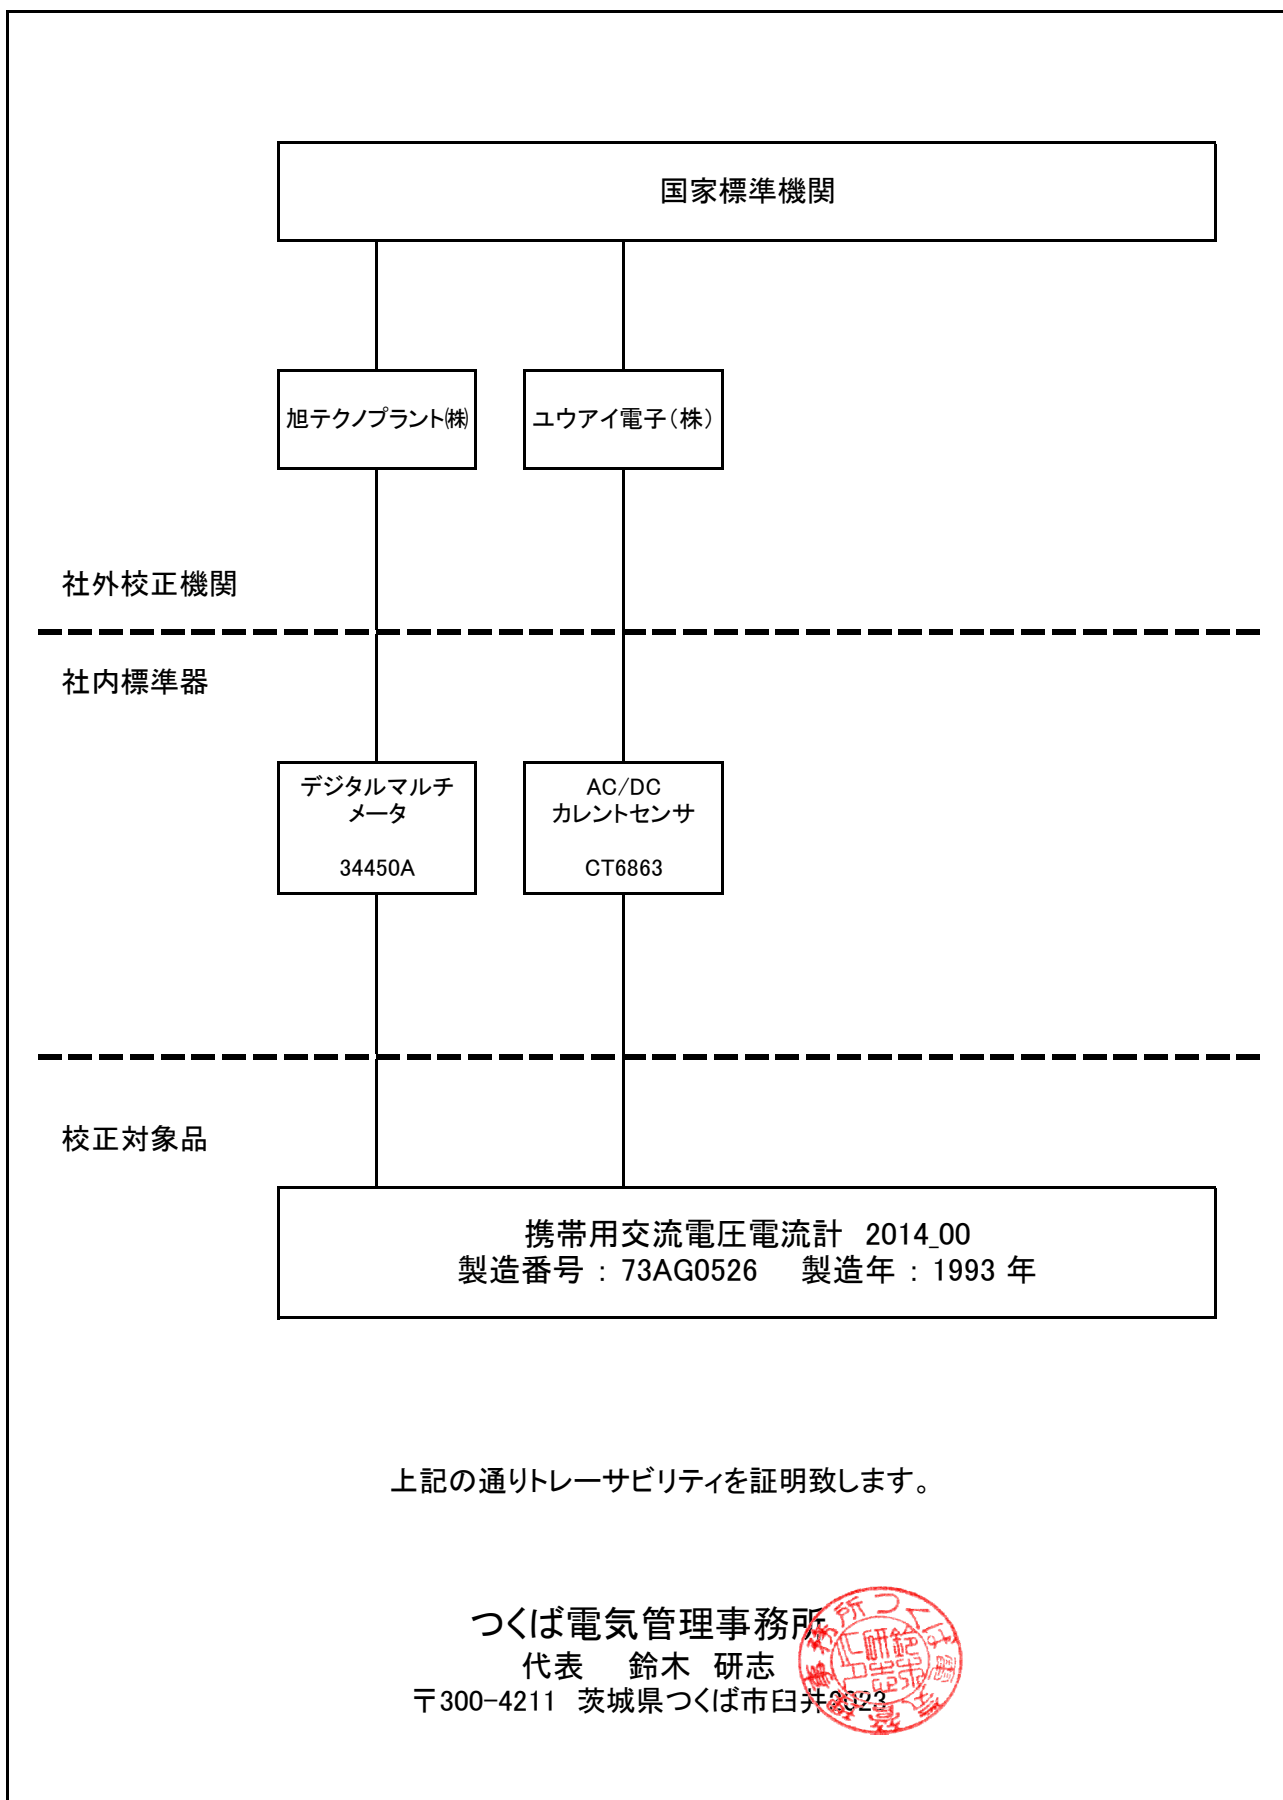 国家標準機関
旭テクノプラント㈱
ユウアイ電子（株）
社外校正機関
社内標準器
デジタルマルチ
メータ
34450A
AC/DC
カレントセンサ
CT6863
校正対象品
携帯用交流電圧電流計 2014_00
製造番号 : 73AG0526 製造年 : 1993 年
上記の通りトレーサビリティを証明致します。
つくば電気管理事務所
代表 鈴木 研志
〒300-4211 茨城県つくば市臼井2023